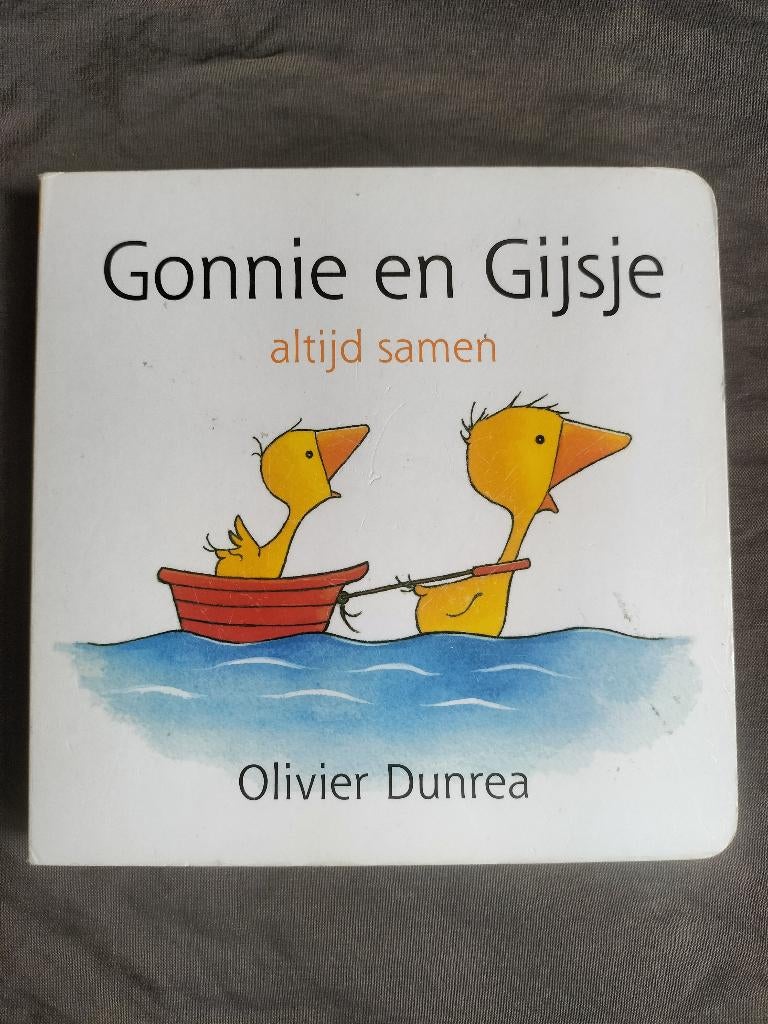 Gonnie en Gijsje
altijd samen
Olivier Dunrea